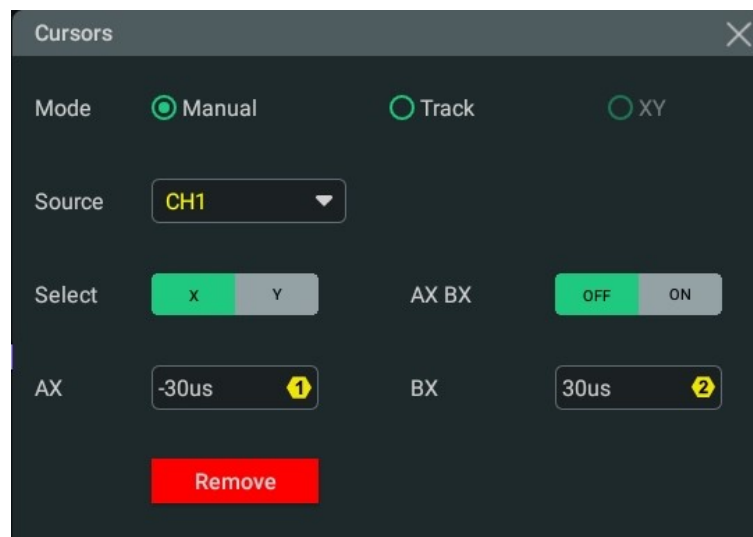 Cursors
Mode Manual Track XY
Source CH1
Select X Y AX BX OFF ON
AX -30us 1 BX 30us 2
Remove